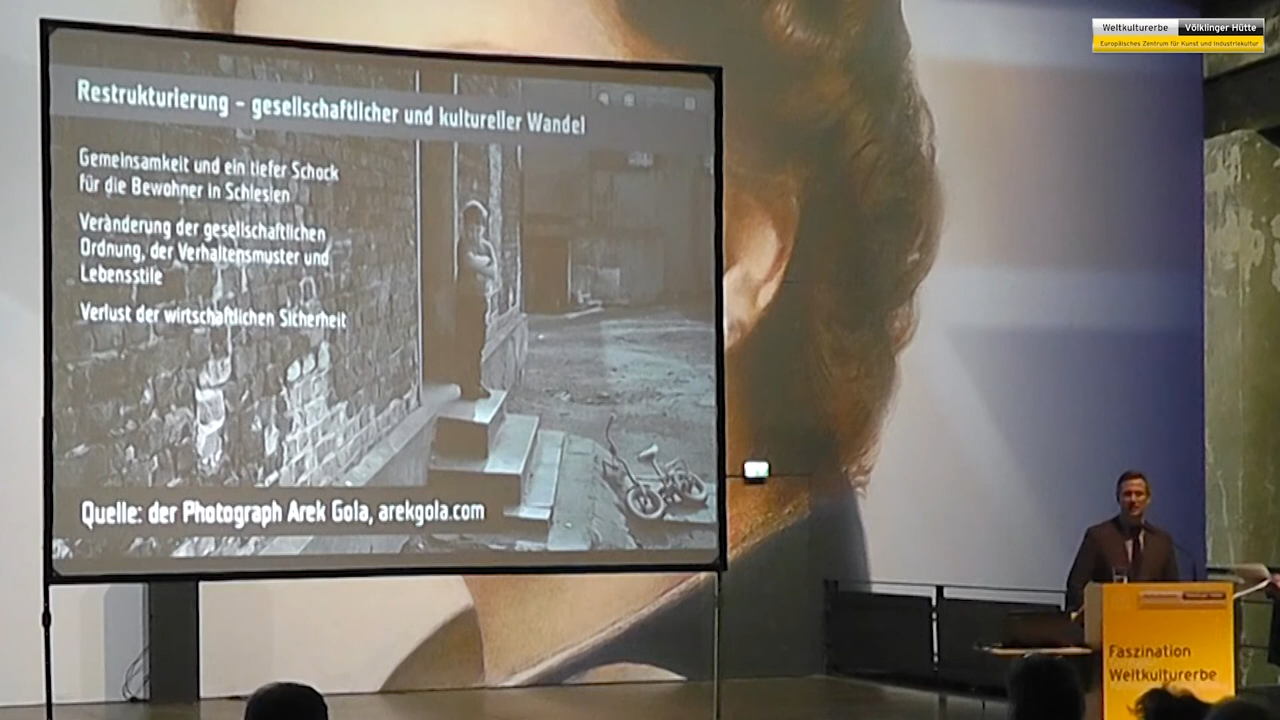 Weltkulturerbe Völklinger Hütte
Europäisches Zentrum für Kunst und Industriekultur
Restrukturierung – gesellschaftlicher und kultureller Wandel
Gemeinsamkeit und ein tiefer Schock
für die Bewohner in Schlesien
Veränderung der gesellschaftlichen
Ordnung, der Verhaltensmuster und
Lebensstile
Verlust der wirtschaftlichen Sicherheit
Quelle: der Photograph Arek Gola, arekgola.com
Faszination
Weltkulturerbe